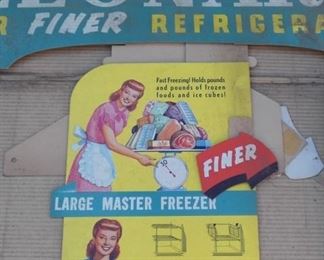 FINER REFRIGERA
Fast Freezing! Holds pounds
and pounds of frozen
foods and ice cubes!
FINER
LARGE MASTER FREEZER